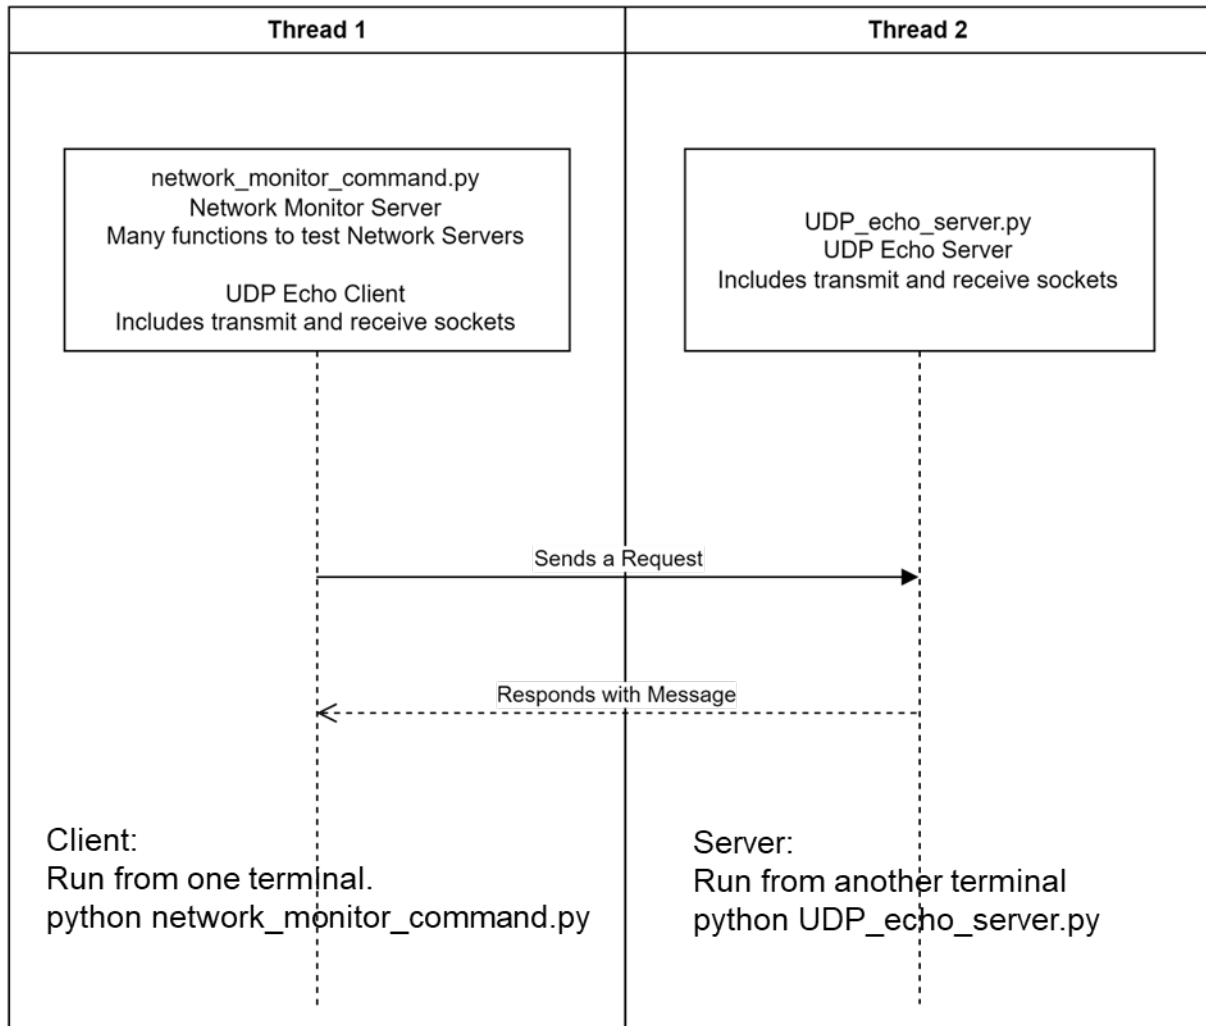 Thread 1
Thread 2
network_monitor_command.py
Network Monitor Server
Many functions to test Network Servers
UDP Echo Client
Includes transmit and receive sockets
UDP_echo_server.py
UDP Echo Server
Includes transmit and receive sockets
Sends a Request
Responds with Message
Client:
Run from one terminal.
python network_monitor_command.py
Server:
Run from another terminal
python UDP_echo_server.py